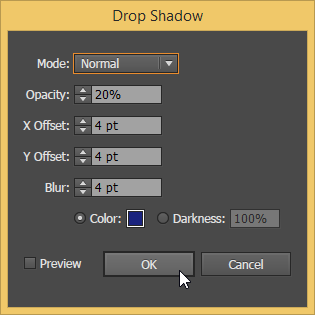 Drop Shadow
Mode: Normal
Opacity: 20%
X Offset: 4 pt
Y Offset: 4 pt
Blur: 4 pt
Color: Darkness: 100%
Preview OK Cancel